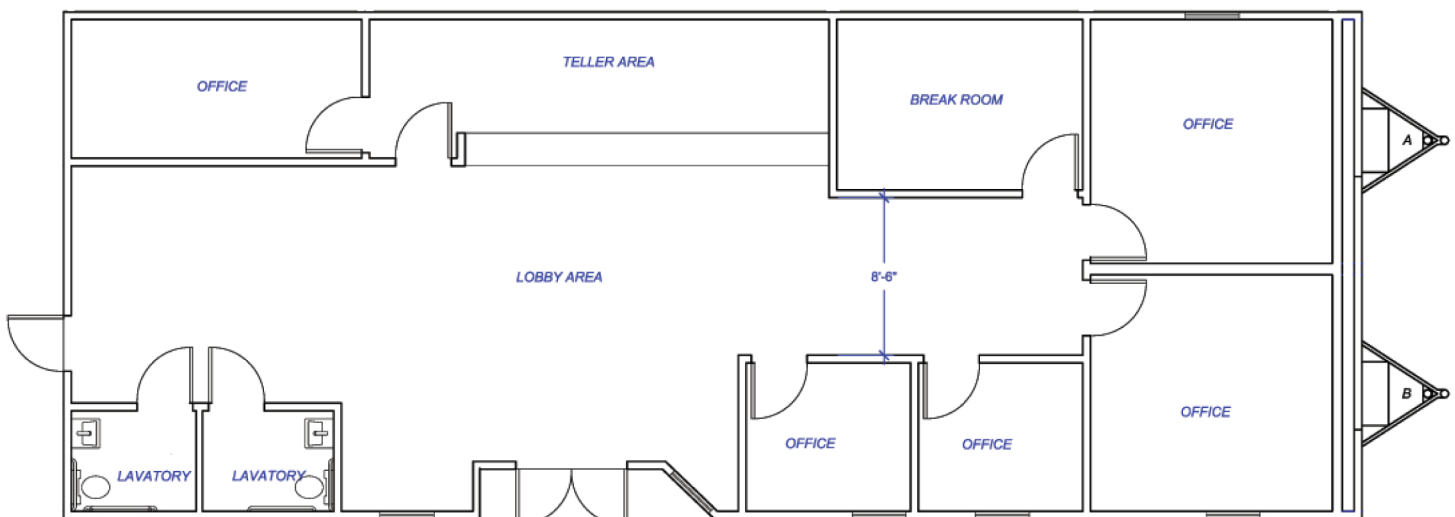 TELLER AREA
OFFICE
BREAK ROOM
OFFICE
A
LOBBY AREA
8'-6"
B
OFFICE
OFFICE
OFFICE
LAVATORY
LAVATORY